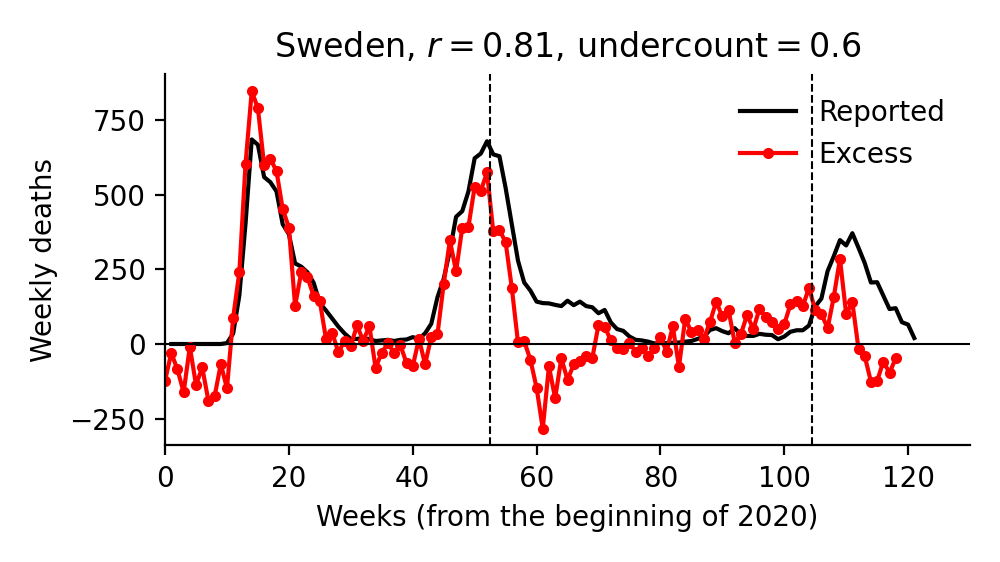 Sweden, r = 0.81, undercount = 0.6
Weekly deaths
750
500
250
0
−250
Reported
Excess
0 20 40 60 80 100 120
Weeks (from the beginning of 2020)